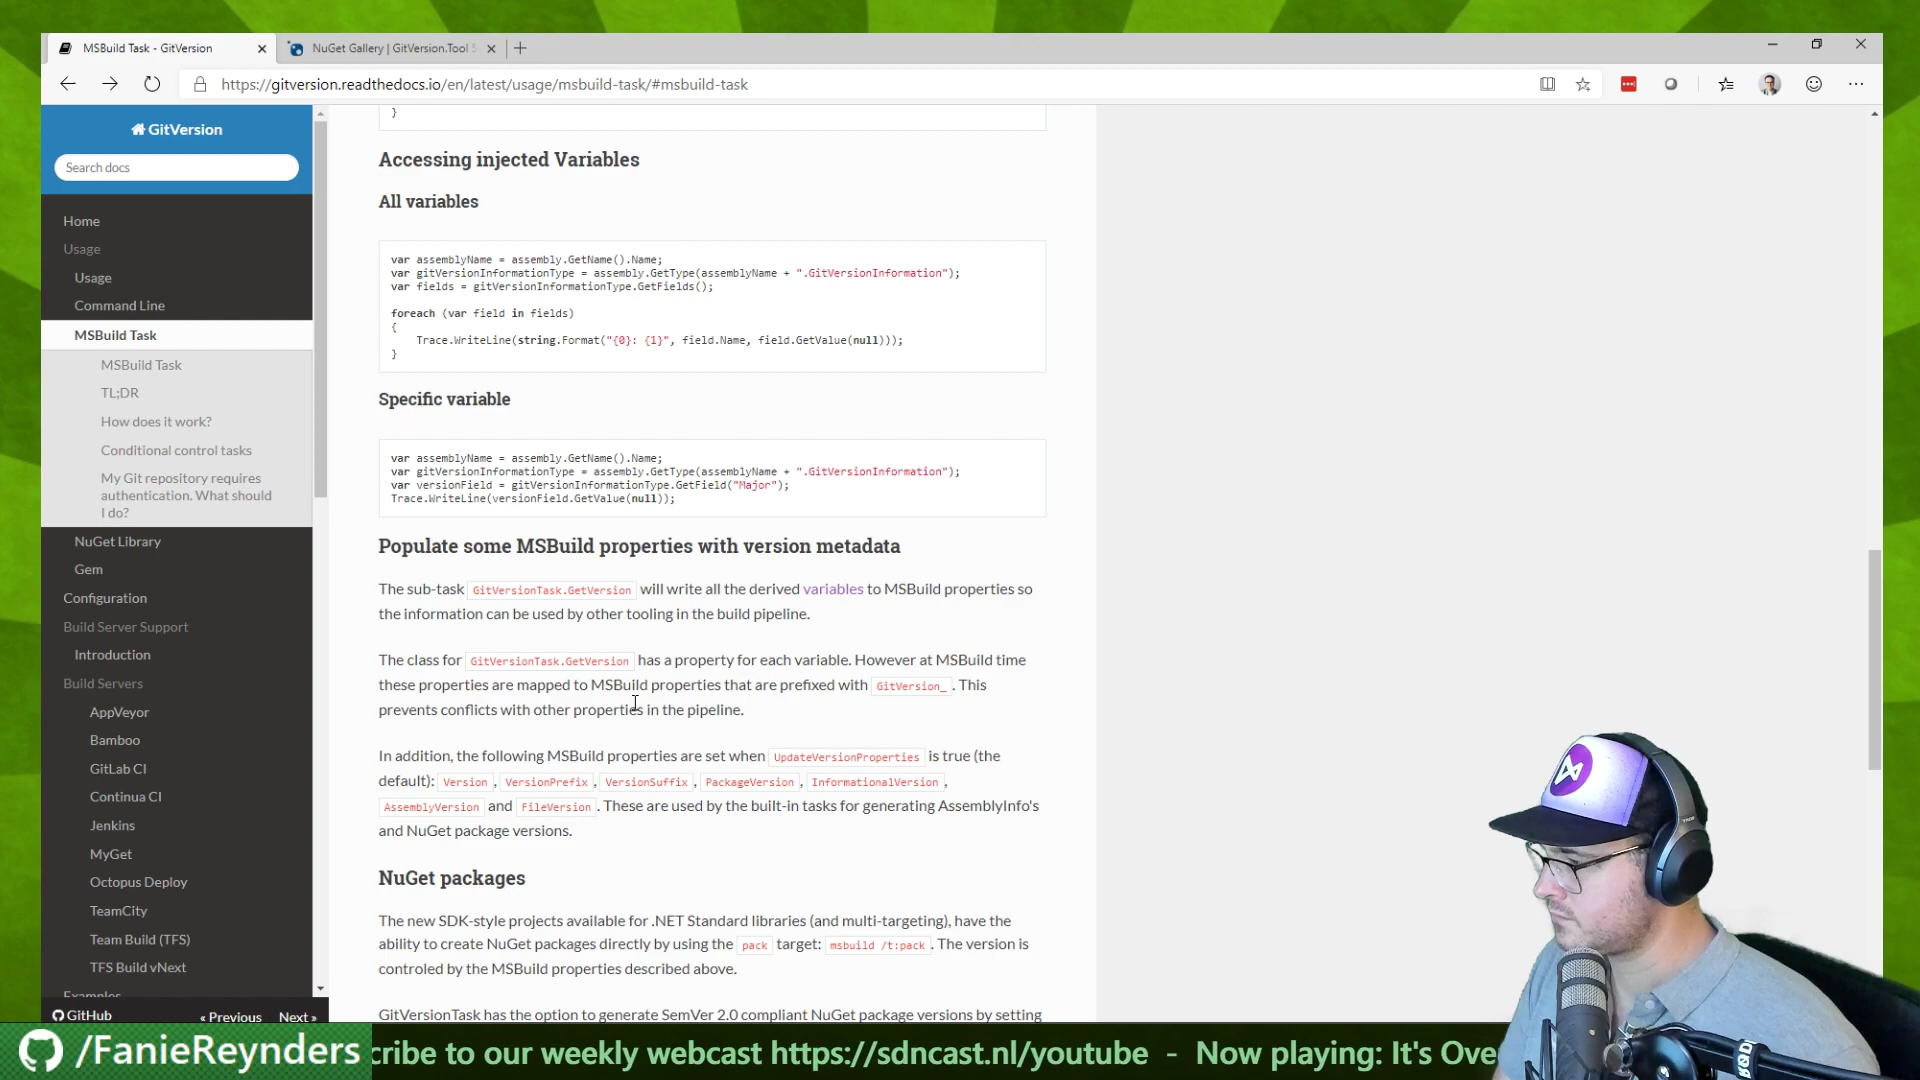 MSBuild Task - GitVersion
NuGet Gallery | GitVersion.Tool
https://gitversion.readthedocs.io/en/latest/usage/msbuild-task/#msbuild-task
GitVersion
Search docs
Home
Usage
Usage
Command Line
MSBuild Task
MSBuild Task
TL;DR
How does it work?
Conditional control tasks
My Git repository requires
authentication. What should
I do?
NuGet Library
Gem
Configuration
Build Server Support
Introduction
Build Servers
AppVeyor
Bamboo
GitLab CI
Continua CI
Jenkins
MyGet
Octopus Deploy
TeamCity
Team Build (TFS)
TFS Build vNext
Examples
GitHub
« Previous
Next »
}
Accessing injected Variables
All variables
var assemblyName = assembly.GetName().Name;
var gitVersionInformationType = assembly.GetType(assemblyName + ".GitVersionInformation");
var fields = gitVersionInformationType.GetFields();
foreach (var field in fields)
{
Trace.WriteLine(string.Format("{0}: {1}", field.Name, field.GetValue(null)));
}
Specific variable
var assemblyName = assembly.GetName().Name;
var gitVersionInformationType = assembly.GetType(assemblyName + ".GitVersionInformation");
var versionField = gitVersionInformationType.GetField("Major");
Trace.WriteLine(versionField.GetValue(null));
Populate some MSBuild properties with version metadata
The sub-task GitVersionTask.GetVersion will write all the derived variables to MSBuild properties so
the information can be used by other tooling in the build pipeline.
The class for GitVersionTask.GetVersion has a property for each variable. However at MSBuild time
these properties are mapped to MSBuild properties that are prefixed with GitVersion_ . This
prevents conflicts with other properties in the pipeline.
In addition, the following MSBuild properties are set when UpdateVersionProperties is true (the
default): Version , VersionPrefix , VersionSuffix , PackageVersion , InformationalVersion ,
AssemblyVersion and FileVersion . These are used by the built-in tasks for generating AssemblyInfo's
and NuGet package versions.
NuGet packages
The new SDK-style projects available for .NET Standard libraries (and multi-targeting), have the
ability to create NuGet packages directly by using the pack target: msbuild /t:pack . The version is
controled by the MSBuild properties described above.
GitVersionTask has the option to generate SemVer 2.0 compliant NuGet package versions by setting
/FanieReynders
cribe to our weekly webcast https://sdncast.nl/youtube - Now playing: It's Ove